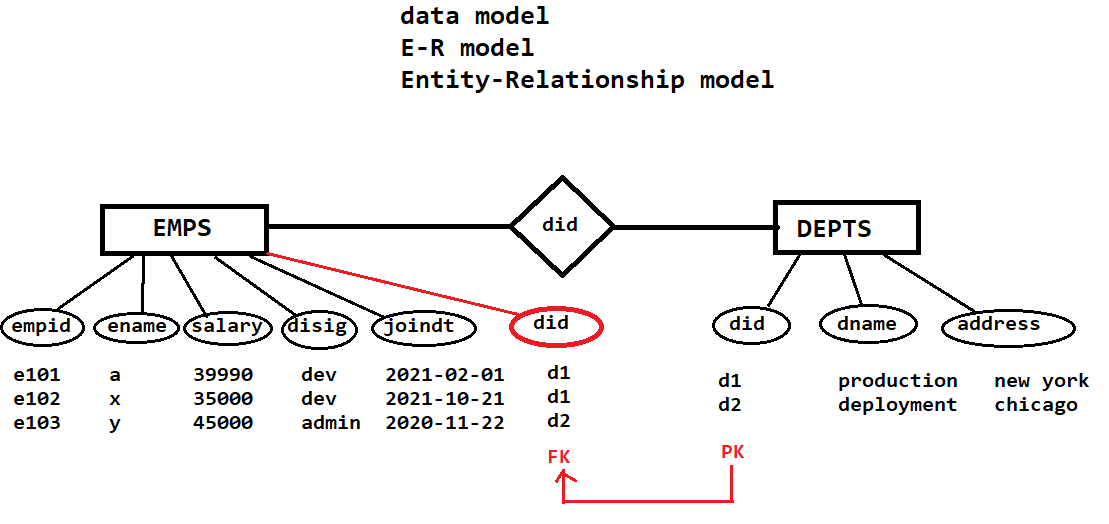 data model
E-R model
Entity-Relationship model
EMPS did DEPTS
empid ename salary disig joindt did did dname address
e101 a 39990 dev 2021-02-01 d1 d1 production new york
e102 x 35000 dev 2021-10-21 d1 d2 deployment chicago
e103 y 45000 admin 2020-11-22 d2
FK PK